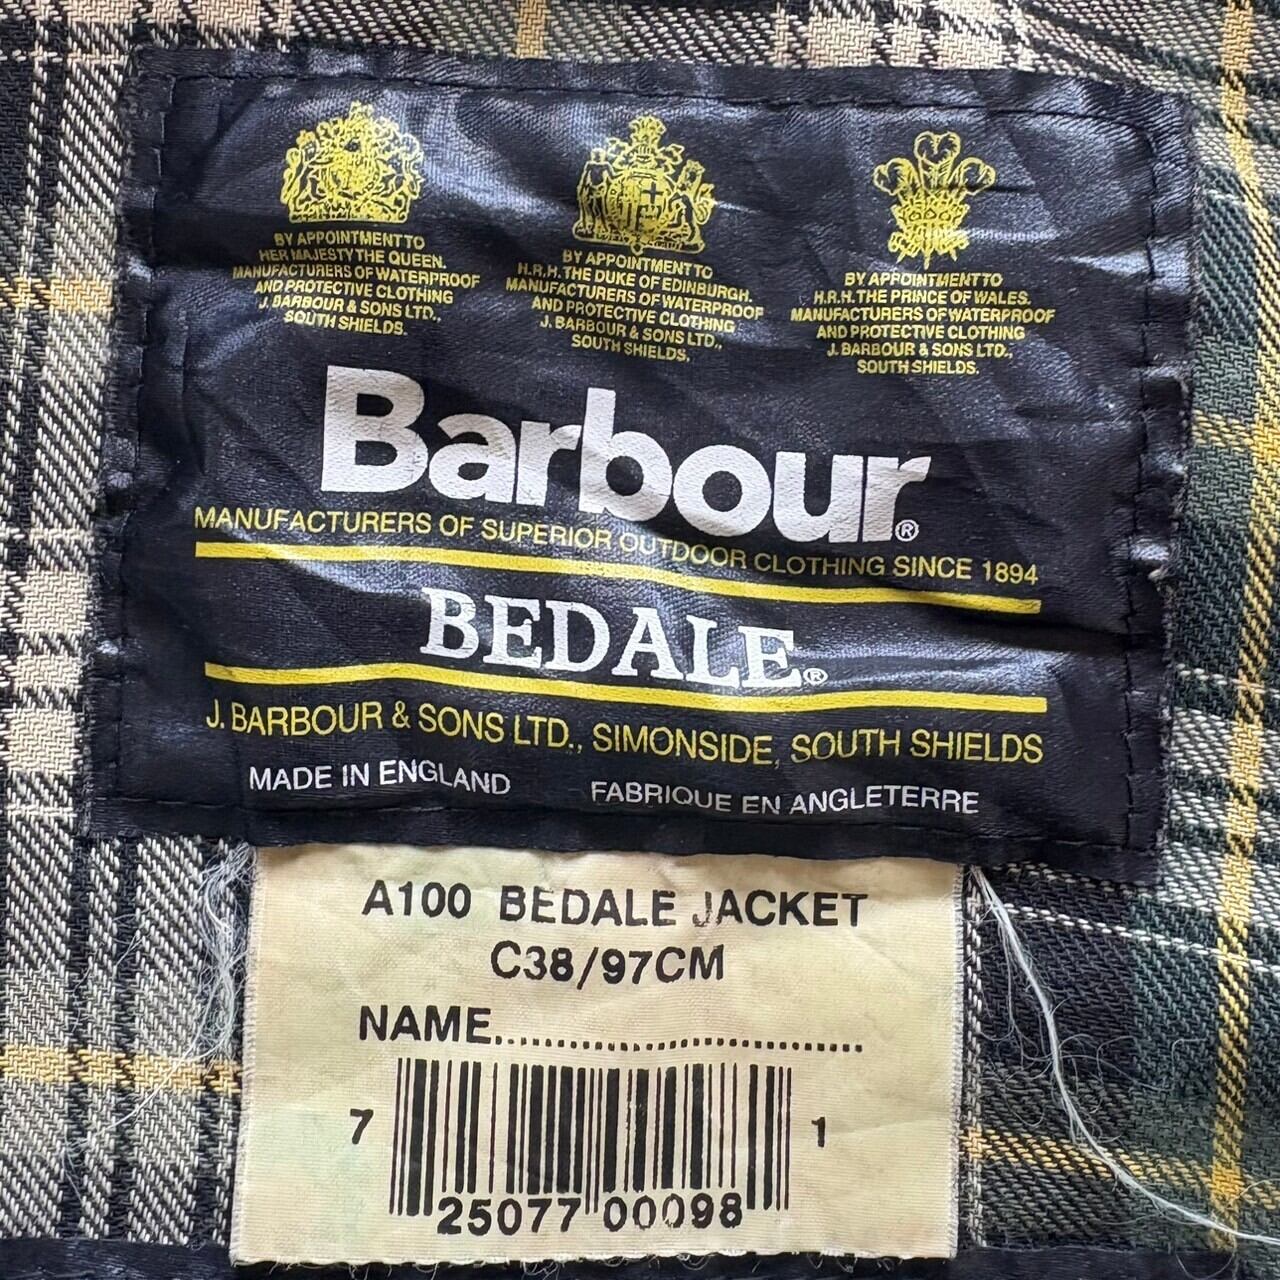 BY APPOINTMENT TO
HER MAJESTY THE QUEEN.
MANUFACTURERS OF WATERPROOF
AND PROTECTIVE CLOTHING
J. BARBOUR & SONS LTD.,
SOUTH SHIELDS.
BY APPOINTMENT TO
H.R.H. THE DUKE OF EDINBURGH.
MANUFACTURERS OF WATERPROOF
AND PROTECTIVE CLOTHING
J. BARBOUR & SONS LTD.,
SOUTH SHIELDS.
BY APPOINTMENT TO
H.R.H. THE PRINCE OF WALES.
MANUFACTURERS OF WATERPROOF
AND PROTECTIVE CLOTHING
J. BARBOUR & SONS LTD.,
SOUTH SHIELDS.
Barbour®
MANUFACTURERS OF SUPERIOR OUTDOOR CLOTHING SINCE 1894
BEDALE®
J. BARBOUR & SONS LTD., SIMONSIDE, SOUTH SHIELDS
MADE IN ENGLAND FABRIQUE EN ANGLETERRE
A100 BEDALE JACKET
C38/97CM
NAME..............................
7 25077 00098 1